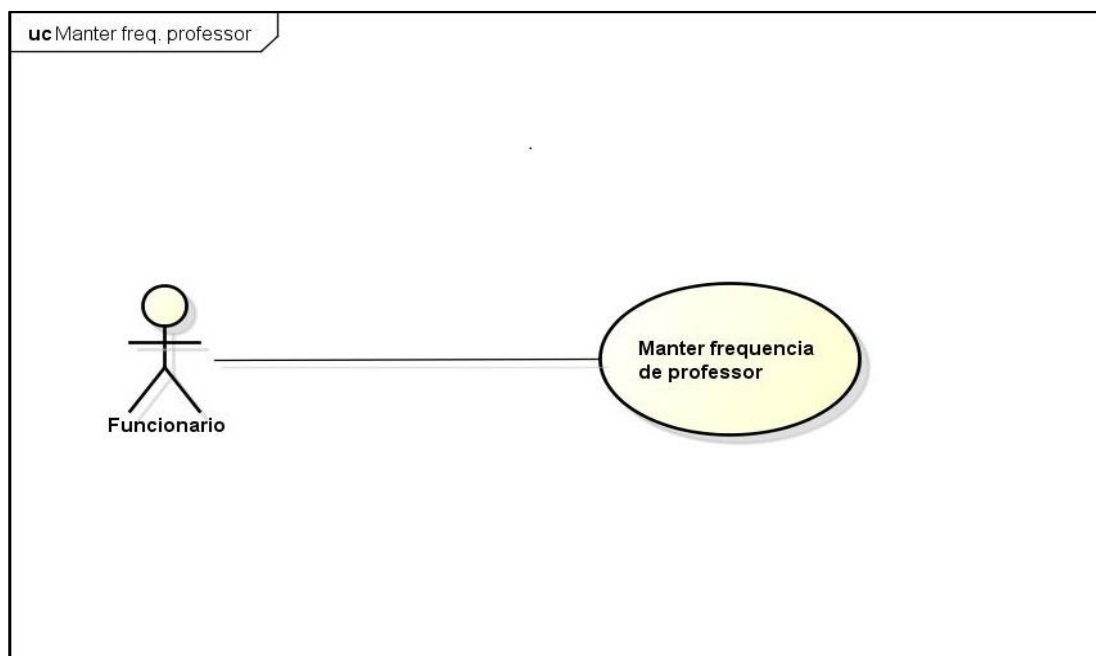 uc Manter freq. professor
Funcionario
Manter frequencia
de professor